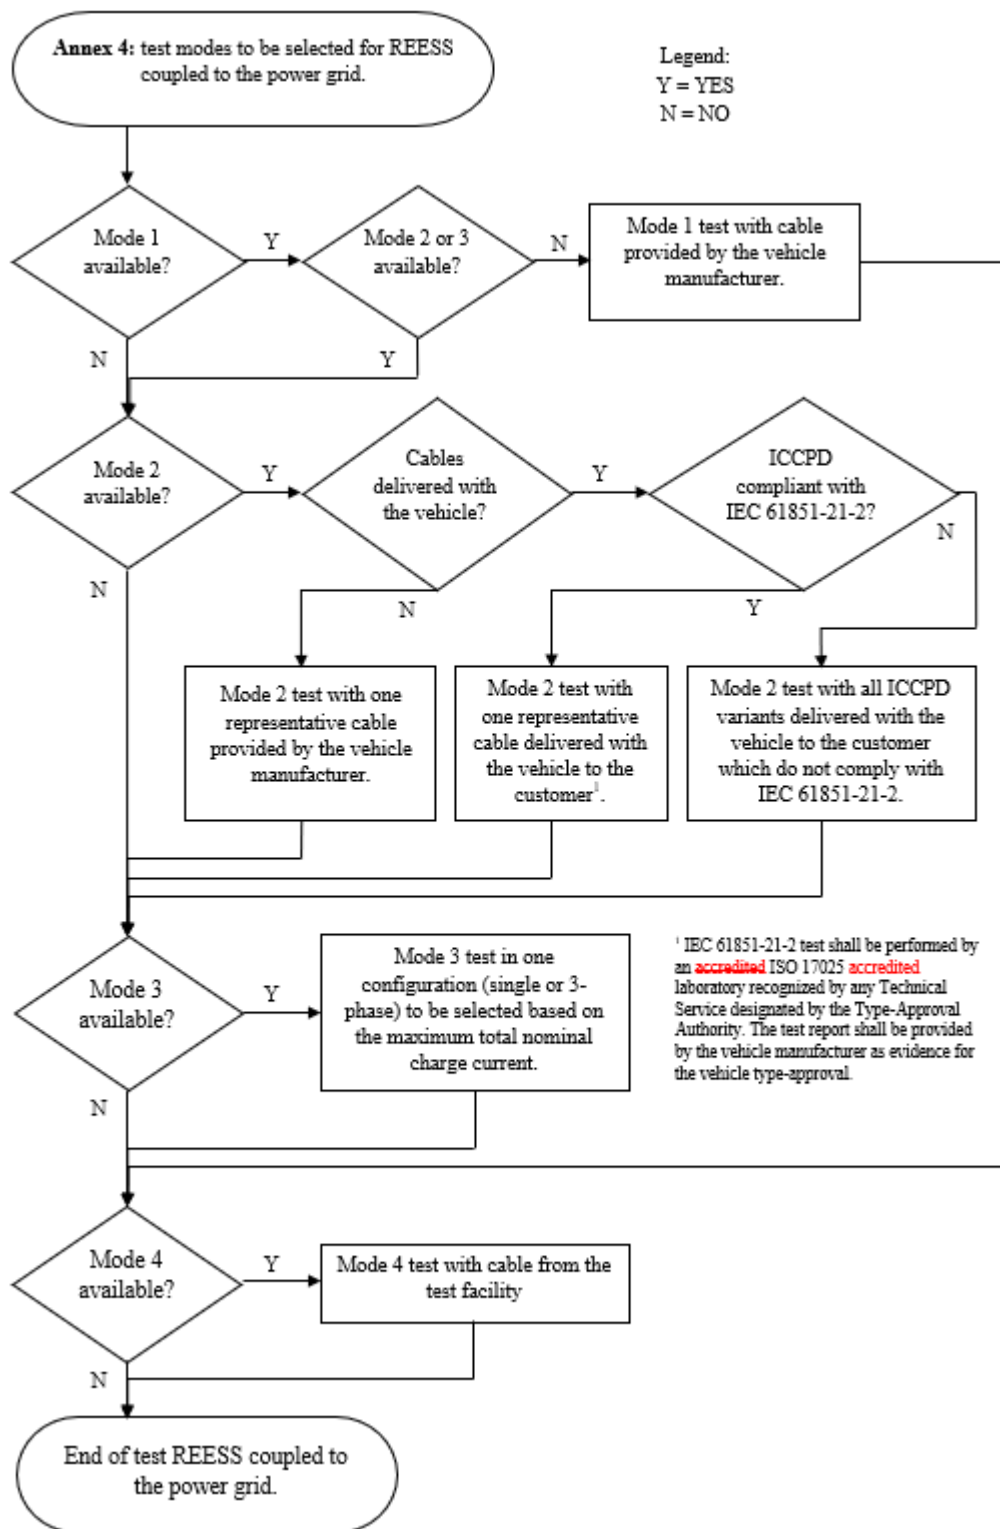 Annex 4: test modes to be selected for REESS
coupled to the power grid.
Legend:
Y = YES
N = NO
Mode 1
available?
Y
Mode 2 or 3
available?
N
Mode 1 test with cable
provided by the vehicle
manufacturer.
N
Y
Mode 2
available?
Y
Cables
delivered with
the vehicle?
Y
ICCPD
compliant with
IEC 61851-21-2?
N
N
N
Y
Mode 2 test with one
representative cable
provided by the vehicle
manufacturer.
Mode 2 test with
one representative
cable delivered with
the vehicle to the
customer¹.
Mode 2 test with all ICCPD
variants delivered with the
vehicle to the customer
which do not comply with
IEC 61851-21-2.
Mode 3
available?
Y
Mode 3 test in one
configuration (single or 3-
phase) to be selected based on
the maximum total nominal
charge current.
¹ IEC 61851-21-2 test shall be performed by
an accredited ISO 17025 accredited
laboratory recognized by any Technical
Service designated by the Type-Approval
Authority. The test report shall be provided
by the vehicle manufacturer as evidence for
the vehicle type-approval.
N
Mode 4
available?
Y
Mode 4 test with cable from the
test facility
N
End of test REESS coupled to
the power grid.